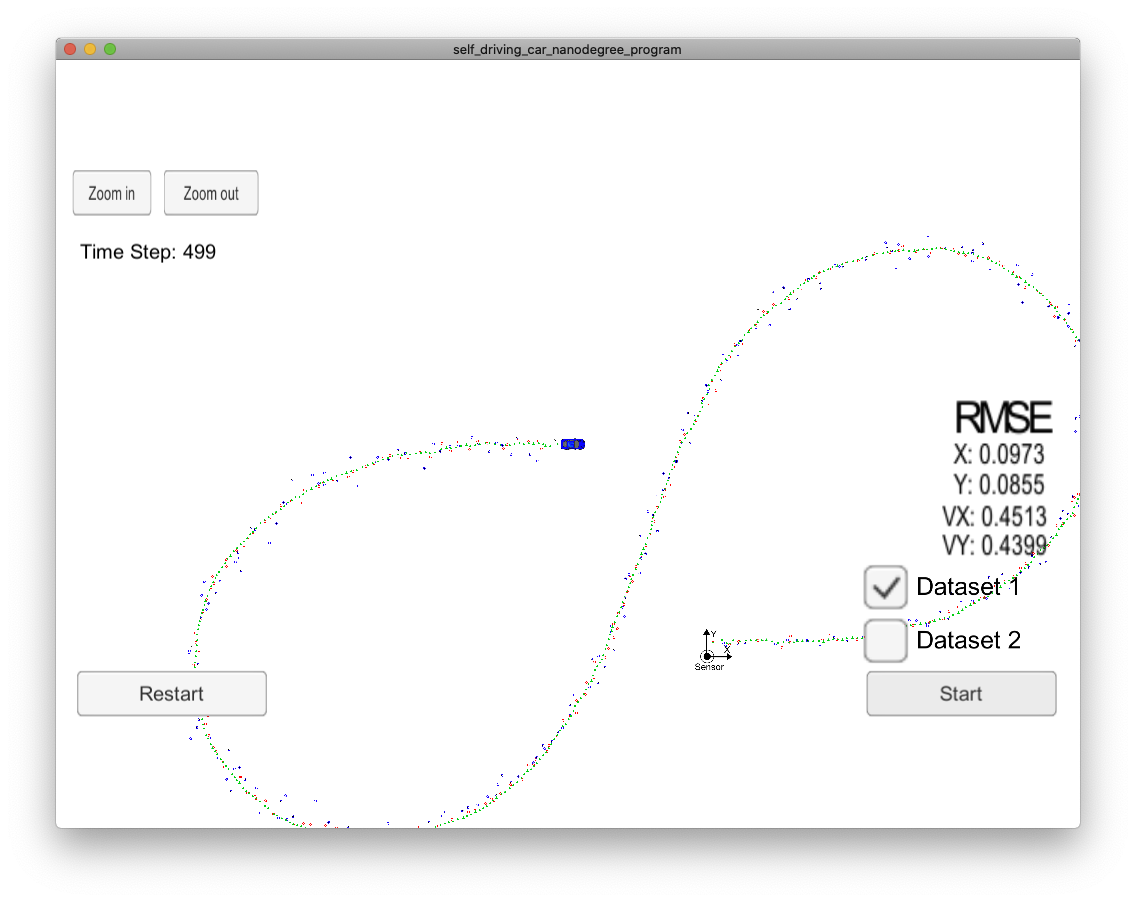 self_driving_car_nanodegree_program
Zoom in
Zoom out
Time Step: 499
RMSE
X: 0.0973
Y: 0.0855
VX: 0.4513
VY: 0.4399
Dataset 1
Dataset 2
Y
X
Sensor
Restart
Start